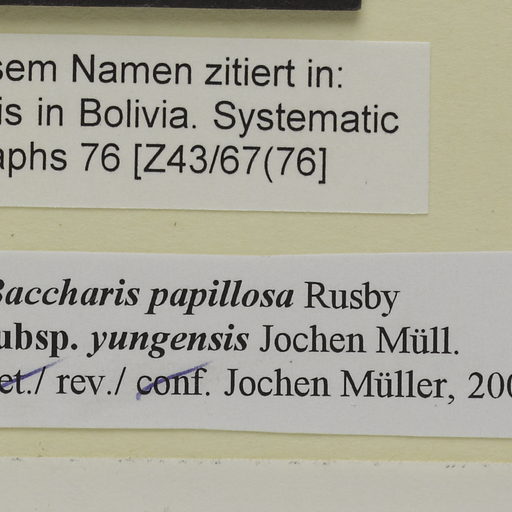 sem Namen zitiert in:
is in Bolivia. Systematic
aphs 76 [Z43/67(76]
Baccharis papillosa Rusby
ubsp. yungensis Jochen Müll.
et./ rev./ conf. Jochen Müller, 200